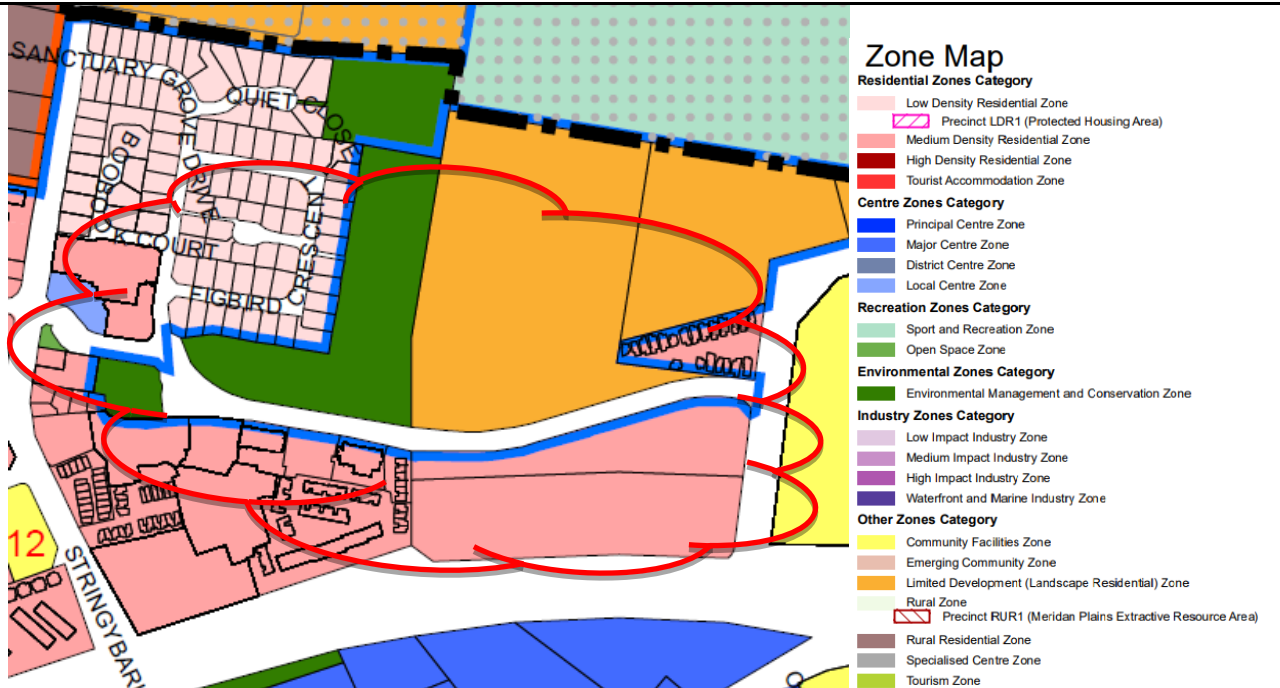 SANCTUARY GROVE DRIVE
QUIET CLOSE
BOOBOOK COURT
FIGBIRD CRESCENT
12
STRINGYBARK
Zone Map
Residential Zones Category
Low Density Residential Zone
Precinct LDR1 (Protected Housing Area)
Medium Density Residential Zone
High Density Residential Zone
Tourist Accommodation Zone
Centre Zones Category
Principal Centre Zone
Major Centre Zone
District Centre Zone
Local Centre Zone
Recreation Zones Category
Sport and Recreation Zone
Open Space Zone
Environmental Zones Category
Environmental Management and Conservation Zone
Industry Zones Category
Low Impact Industry Zone
Medium Impact Industry Zone
High Impact Industry Zone
Waterfront and Marine Industry Zone
Other Zones Category
Community Facilities Zone
Emerging Community Zone
Limited Development (Landscape Residential) Zone
Rural Zone
Precinct RUR1 (Meridan Plains Extractive Resource Area)
Rural Residential Zone
Specialised Centre Zone
Tourism Zone